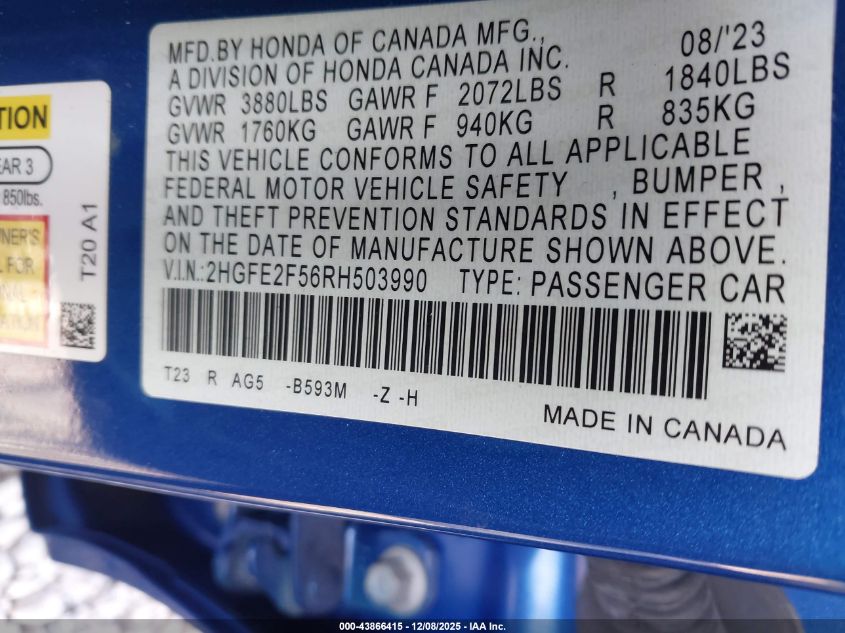 MFD.BY HONDA OF CANADA MFG., 08/'23
A DIVISION OF HONDA CANADA INC.
GVWR 3880LBS GAWR F 2072LBS R 1840LBS
GVWR 1760KG GAWR F 940KG R 835KG
THIS VEHICLE CONFORMS TO ALL APPLICABLE
FEDERAL MOTOR VEHICLE SAFETY , BUMPER ,
AND THEFT PREVENTION STANDARDS IN EFFECT
ON THE DATE OF MANUFACTURE SHOWN ABOVE.
V.I.N.:2HGFE2F56RH503990 TYPE: PASSENGER CAR
T23 R AG5 -B593M -Z -H
MADE IN CANADA
850lbs.
T20 A1
000-43866415 - 12/08/2025 - IAA Inc.